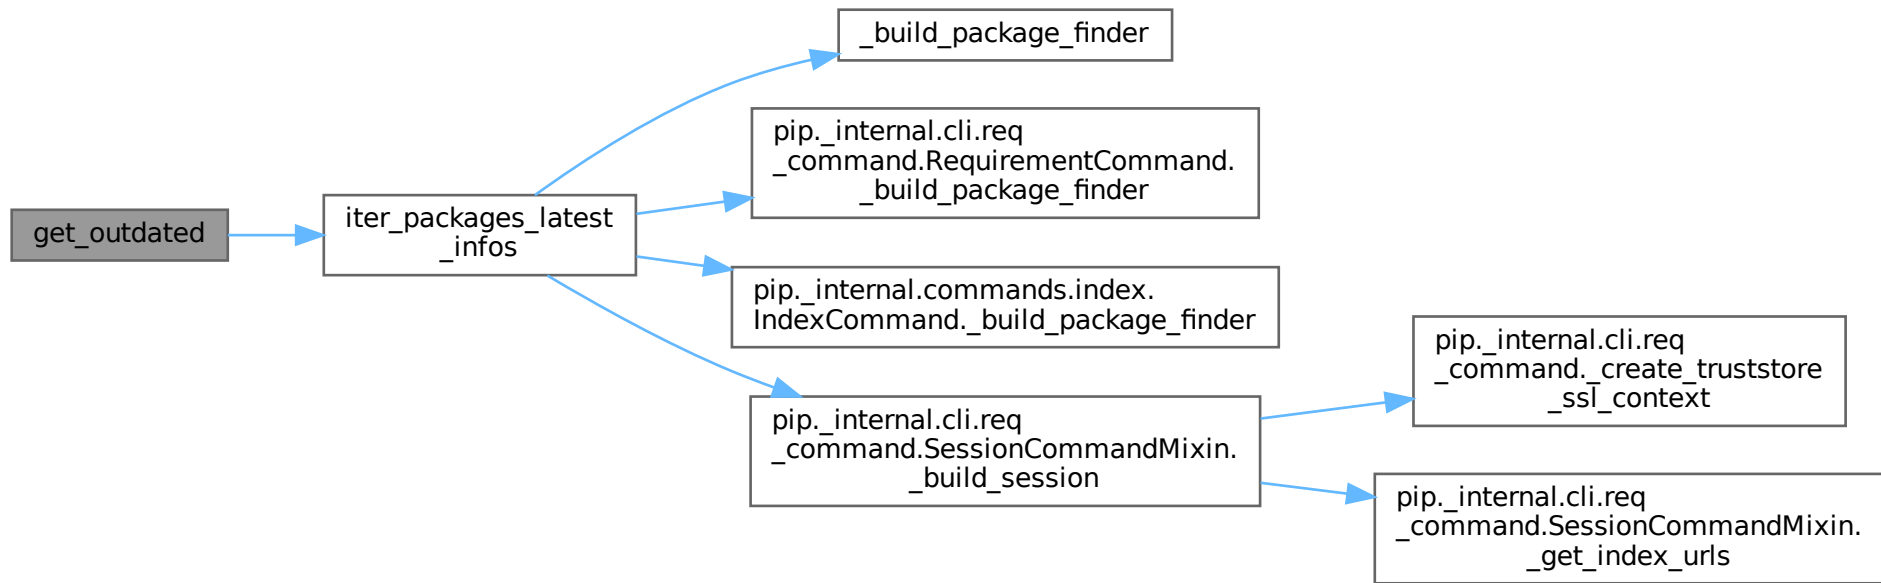 _build_package_finder
pip._internal.cli.req
_command.RequirementCommand.
_build_package_finder
get_outdated
iter_packages_latest
_infos
pip._internal.commands.index.
IndexCommand._build_package_finder
pip._internal.cli.req
_command._create_truststore
_ssl_context
pip._internal.cli.req
_command.SessionCommandMixin.
_build_session
pip._internal.cli.req
_command.SessionCommandMixin.
_get_index_urls